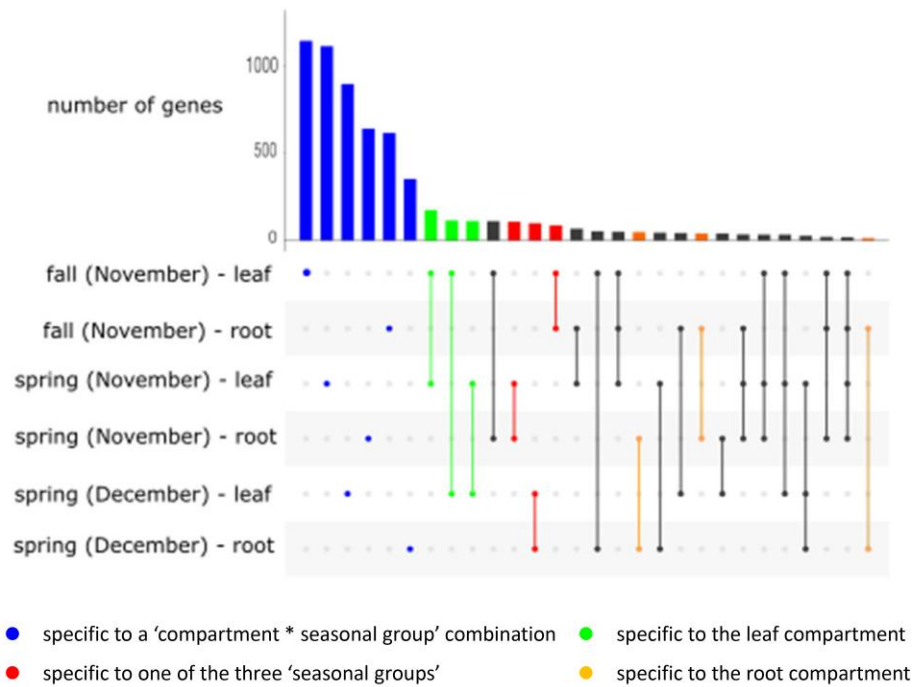 1000
number of genes
500
0
fall (November) - leaf
fall (November) - root
spring (November) - leaf
spring (November) - root
spring (December) - leaf
spring (December) - root
specific to a ‘compartment * seasonal group’ combination
specific to the leaf compartment
specific to one of the three ‘seasonal groups’
specific to the root compartment